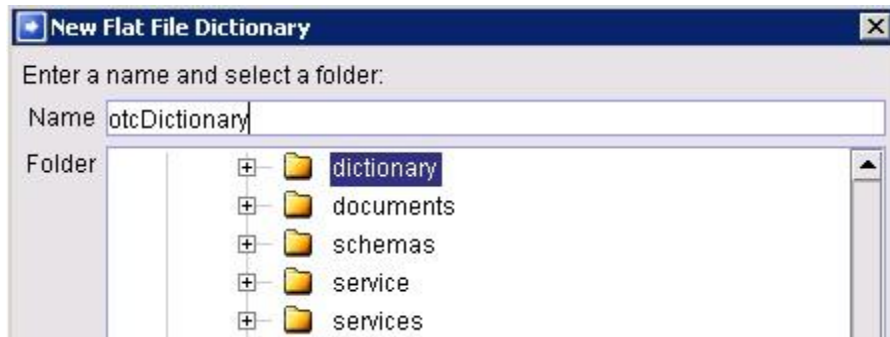 New Flat File Dictionary
Enter a name and select a folder:
Name otcDictionary
Folder dictionary
documents
schemas
service
services